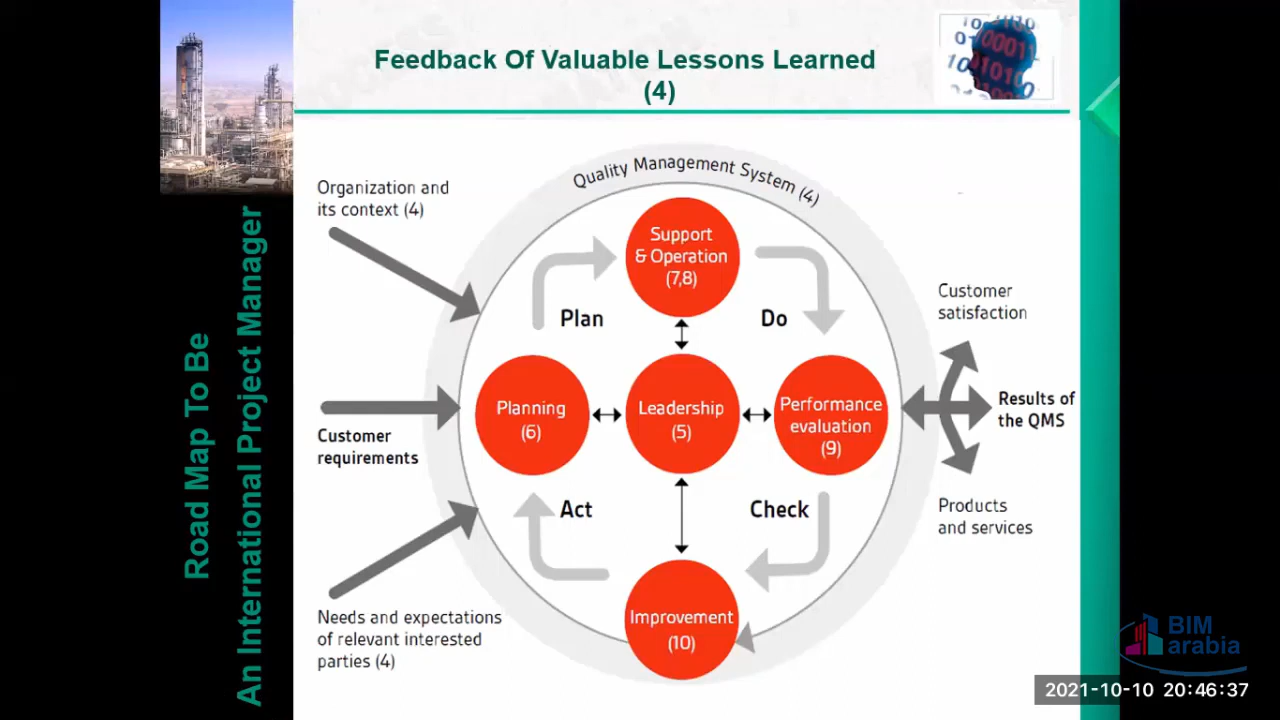 Feedback Of Valuable Lessons Learned
(4)
Road Map To Be
An International Project Manager
Quality Management System (4)
Organization and
its context (4)
Customer
requirements
Needs and expectations
of relevant interested
parties (4)
Support
& Operation
(7,8)
Plan
Do
Planning
(6)
Leadership
(5)
Performance
evaluation
(9)
Act
Check
Improvement
(10)
Customer
satisfaction
Results of
the QMS
Products
and services
BIM
arabia
2021-10-10 20:46:37